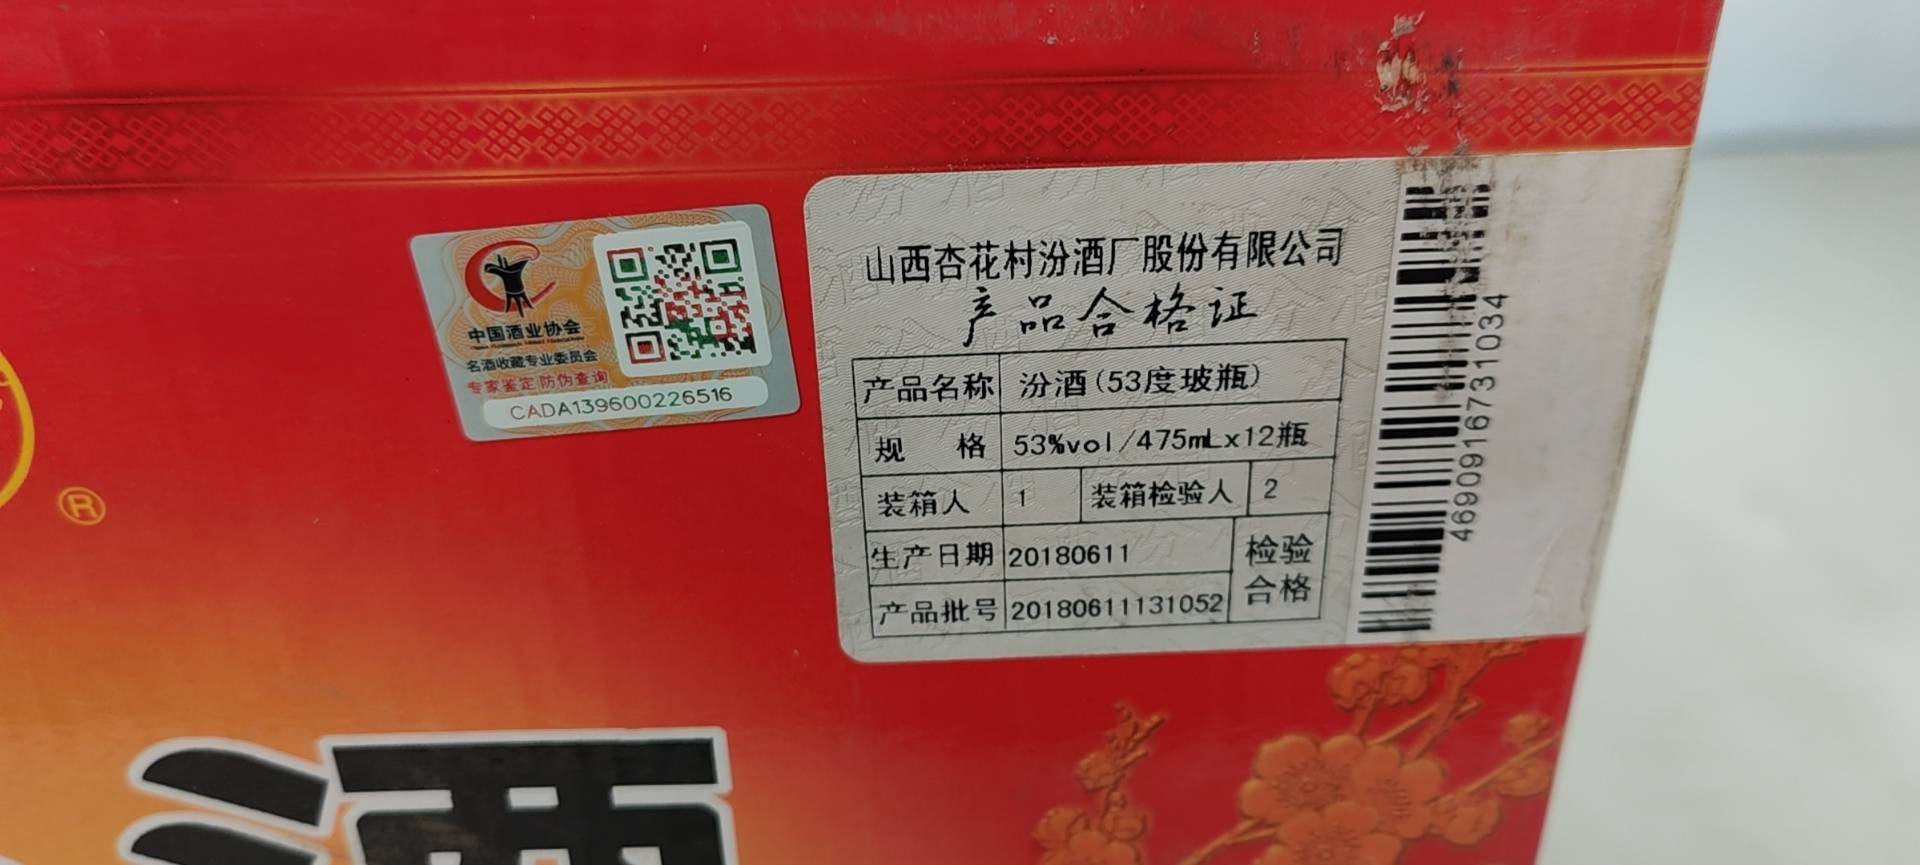 中国酒业协会
名酒收藏专业委员会
专家鉴定 防伪查询
CADA139600226516
®
山西杏花村汾酒厂股份有限公司
产品合格证
产品名称 汾酒(53度玻瓶)
规 格 53%vol/475mLx12瓶
装箱人 1 装箱检验人 2
生产日期 20180611 检验
产品批号 20180611131052 合格
4690916731034
酒